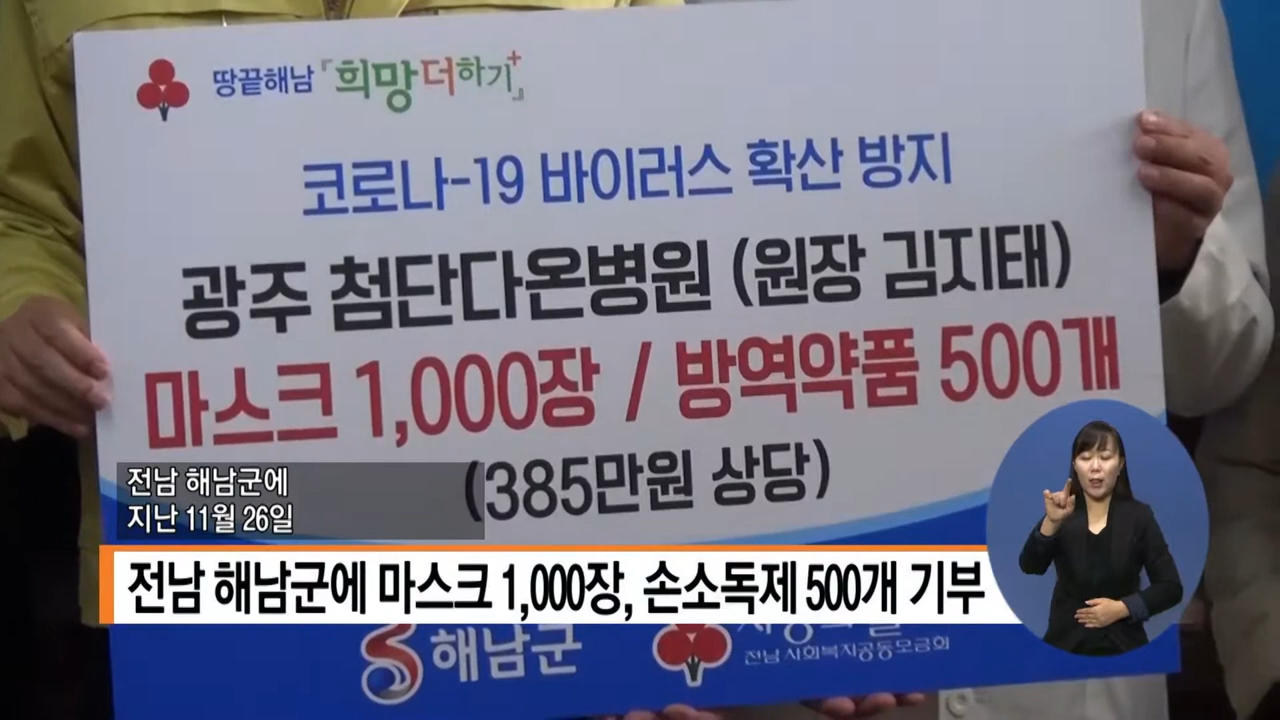 땅끝해남 『희망더하기+』
코로나-19 바이러스 확산 방지
광주 첨단다온병원 (원장 김지태)
마스크 1,000장 / 방역약품 500개
(385만원 상당)
전남 해남군에
지난 11월 26일
전남 해남군에 마스크 1,000장, 손소독제 500개 기부
해남군
전남 사회복지공동모금회